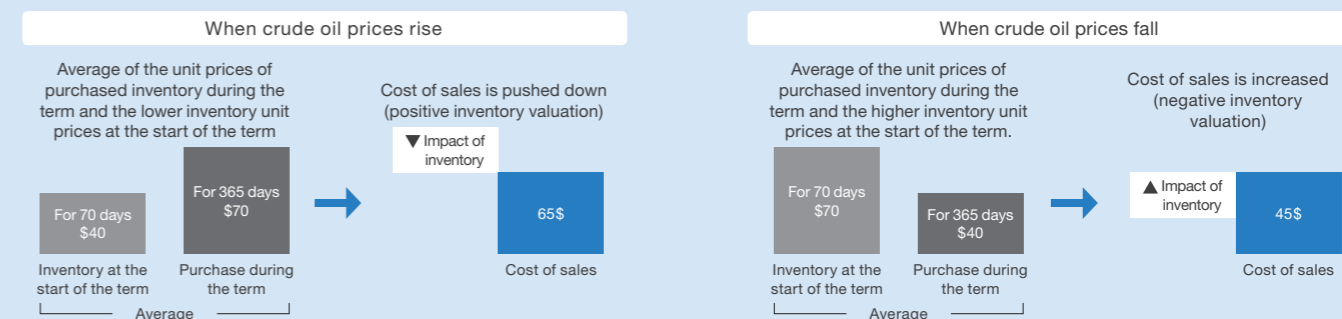 When crude oil prices rise
Average of the unit prices of
purchased inventory during the
term and the lower inventory unit
prices at the start of the term
Cost of sales is pushed down
(positive inventory valuation)
▼ Impact of
inventory
For 70 days
$40
For 365 days
$70
65$
Inventory at the
start of the term
Purchase during
the term
Cost of sales
Average
When crude oil prices fall
Average of the unit prices of
purchased inventory during the
term and the higher inventory unit
prices at the start of the term.
Cost of sales is increased
(negative inventory
valuation)
▲ Impact of
inventory
For 70 days
$70
For 365 days
$40
45$
Inventory at the
start of the term
Purchase during
the term
Cost of sales
Average